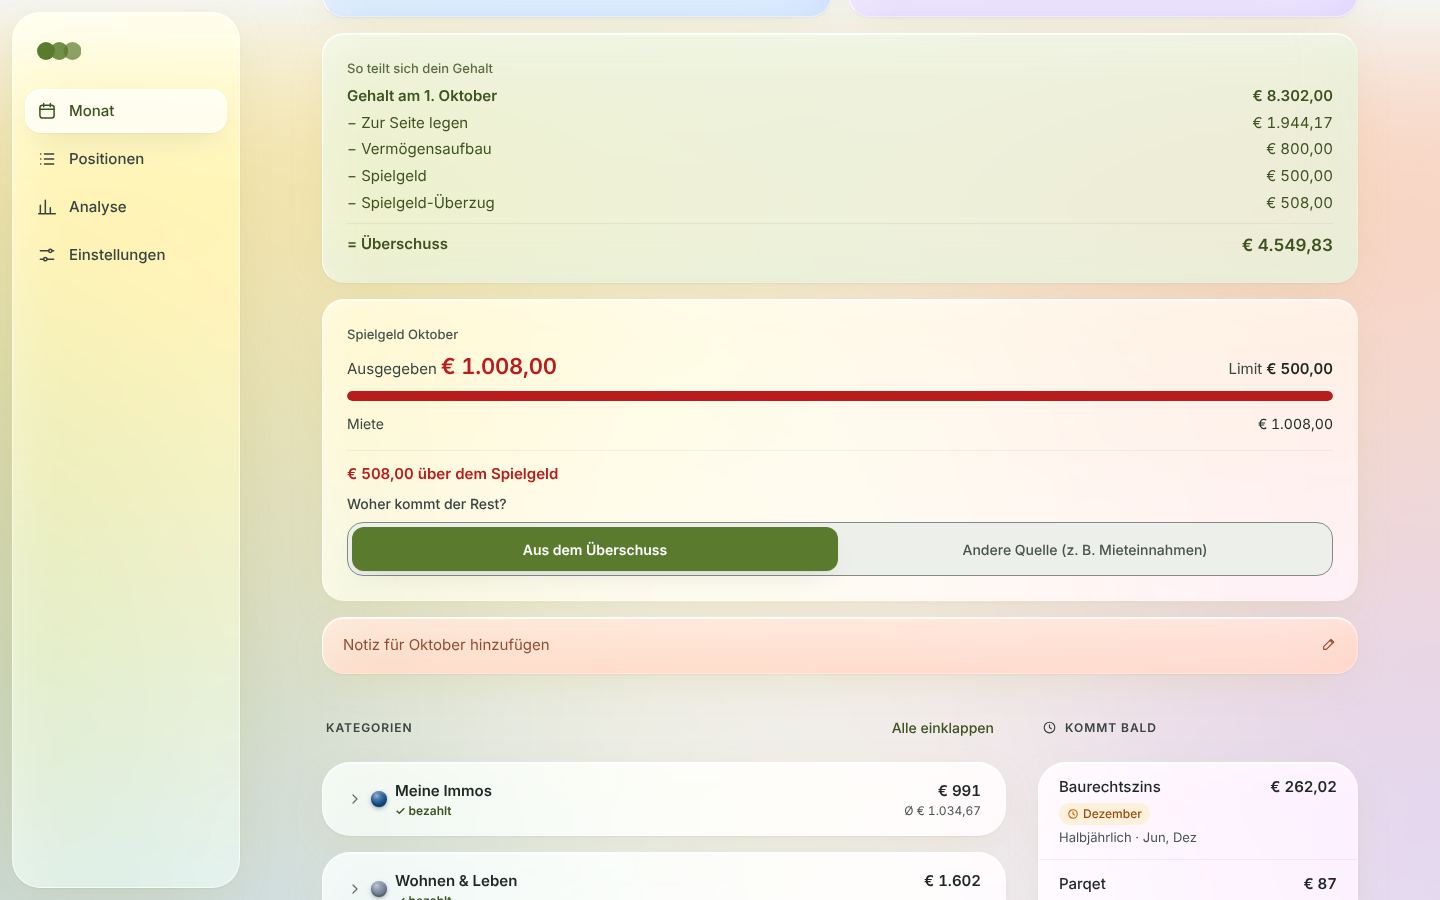 Monat
Positionen
Analyse
Einstellungen
So teilt sich dein Gehalt
Gehalt am 1. Oktober € 8.302,00
− Zur Seite legen € 1.944,17
− Vermögensaufbau € 800,00
− Spielgeld € 500,00
− Spielgeld-Überzug € 508,00
= Überschuss € 4.549,83
Spielgeld Oktober
Ausgegeben € 1.008,00 Limit € 500,00
Miete € 1.008,00
€ 508,00 über dem Spielgeld
Woher kommt der Rest?
Aus dem Überschuss Andere Quelle (z. B. Mieteinnahmen)
Notiz für Oktober hinzufügen
KATEGORIEN Alle einklappen
Meine Immos € 991
✓ bezahlt Ø € 1.034,67
Wohnen & Leben € 1.602
✓ bezahlt
KOMMT BALD
Baurechtszins € 262,02
Dezember
Halbjährlich · Jun, Dez
Parqet € 87